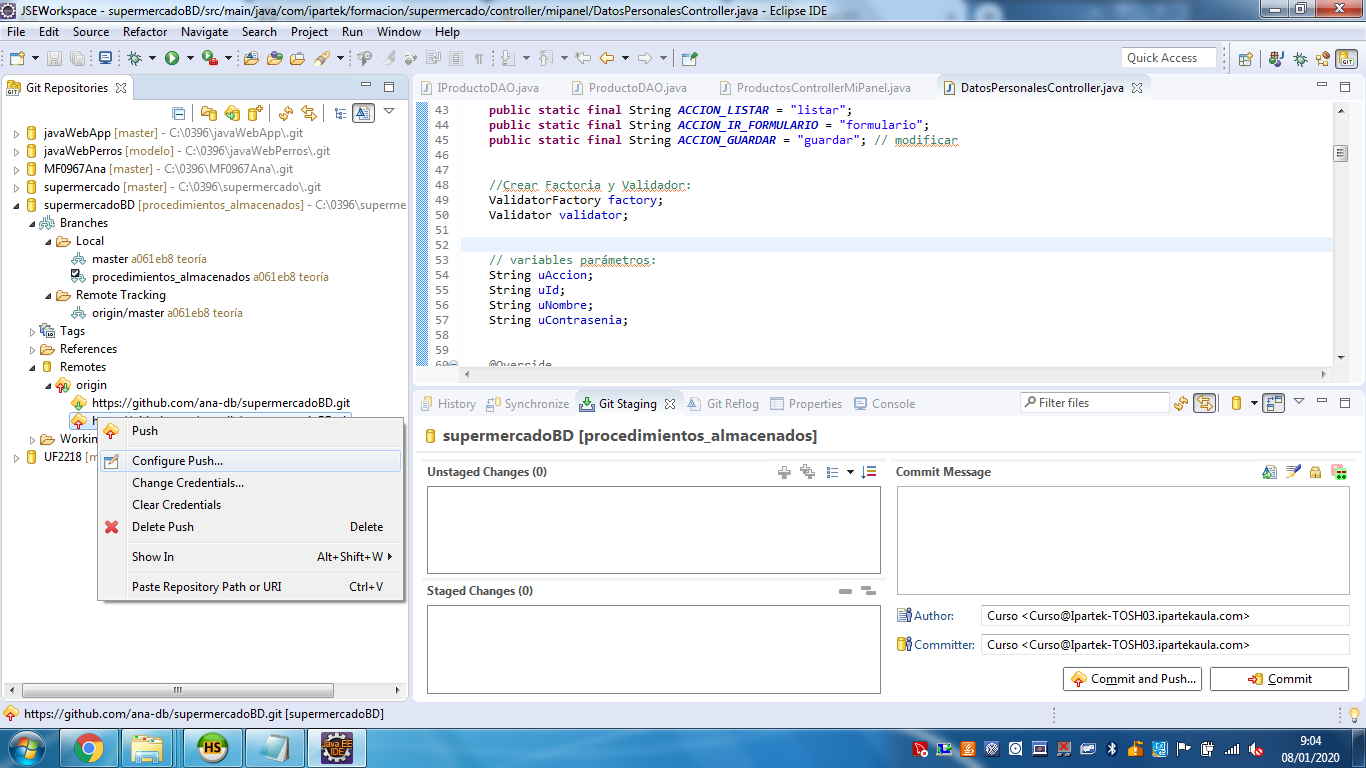 JSEWorkspace - supermercadoBD/src/main/java/com/ipartek/formacion/supermercado/controller/mipanel/DatosPersonalesController.java - Eclipse IDE
File Edit Source Refactor Navigate Search Project Run Window Help
Quick Access
Git Repositories
javaWebApp [master] - C:\0396\javaWebApp\.git
javaWebPerros [modelo] - C:\0396\javaWebPerros\.git
MF0967Ana [master] - C:\0396\MF0967Ana\.git
supermercado [master] - C:\0396\supermercado\.git
supermercadoBD [procedimientos_almacenados] - C:\0396\superme
Branches
Local
master a061eb8 teoría
procedimientos_almacenados a061eb8 teoría
Remote Tracking
origin/master a061eb8 teoría
Tags
References
Remotes
origin
https://github.com/ana-db/supermercadoBD.git
Workin
UF2218 [m
Push
Configure Push...
Change Credentials...
Clear Credentials
Delete Push Delete
Show In Alt+Shift+W
Paste Repository Path or URI Ctrl+V
IProductoDAO.java ProductoDAO.java ProductosControllerMiPanel.java DatosPersonalesController.java
43 public static final String ACCION_LISTAR = "listar";
44 public static final String ACCION_IR_FORMULARIO = "formulario";
45 public static final String ACCION_GUARDAR = "guardar"; // modificar
46
47
48 //Crear Factoria y Validador:
49 ValidatorFactory factory;
50 Validator validator;
51
52
53 // variables parámetros:
54 String uAccion;
55 String uId;
56 String uNombre;
57 String uContrasenia;
58
59
60 @Override
History Synchronize Git Staging Git Reflog Properties Console
Filter files
supermercadoBD [procedimientos_almacenados]
Unstaged Changes (0)
Staged Changes (0)
Commit Message
Author: Curso <Curso@Ipartek-TOSH03.ipartekaula.com>
Committer: Curso <Curso@Ipartek-TOSH03.ipartekaula.com>
Commit and Push... Commit
https://github.com/ana-db/supermercadoBD.git [supermercadoBD]
HS
Java EE
IDE
9:04
08/01/2020